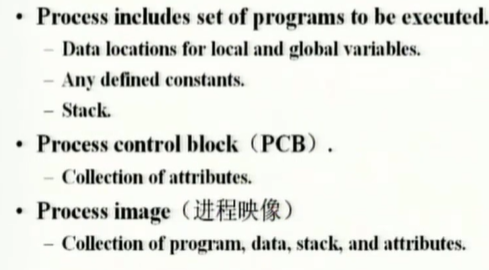 • Process includes set of programs to be executed.
– Data locations for local and global variables.
– Any defined constants.
– Stack.
• Process control block（PCB）.
– Collection of attributes.
• Process image（进程映像）
– Collection of program, data, stack, and attributes.